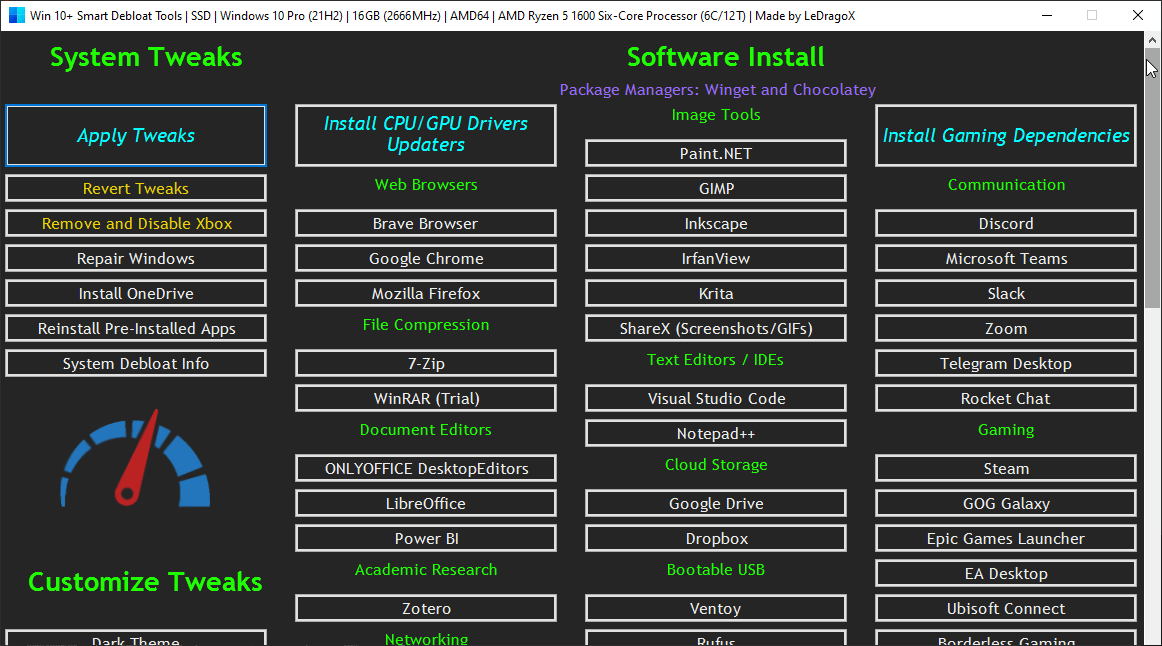 Win 10+ Smart Debloat Tools | SSD | Windows 10 Pro (21H2) | 16GB (2666MHz) | AMD64 | AMD Ryzen 5 1600 Six-Core Processor (6C/12T) | Made by LeDragoX
System Tweaks
Apply Tweaks
Revert Tweaks
Remove and Disable Xbox
Repair Windows
Install OneDrive
Reinstall Pre-Installed Apps
System Debloat Info
Customize Tweaks
Dark Theme
Software Install
Package Managers: Winget and Chocolatey
Install CPU/GPU Drivers
Updaters
Web Browsers
Brave Browser
Google Chrome
Mozilla Firefox
File Compression
7-Zip
WinRAR (Trial)
Document Editors
ONLYOFFICE DesktopEditors
LibreOffice
Power BI
Academic Research
Zotero
Networking
Image Tools
Paint.NET
GIMP
Inkscape
IrfanView
Krita
ShareX (Screenshots/GIFs)
Text Editors / IDEs
Visual Studio Code
Notepad++
Cloud Storage
Google Drive
Dropbox
Bootable USB
Ventoy
Rufus
Install Gaming Dependencies
Communication
Discord
Microsoft Teams
Slack
Zoom
Telegram Desktop
Rocket Chat
Gaming
Steam
GOG Galaxy
Epic Games Launcher
EA Desktop
Ubisoft Connect
Borderless Gaming